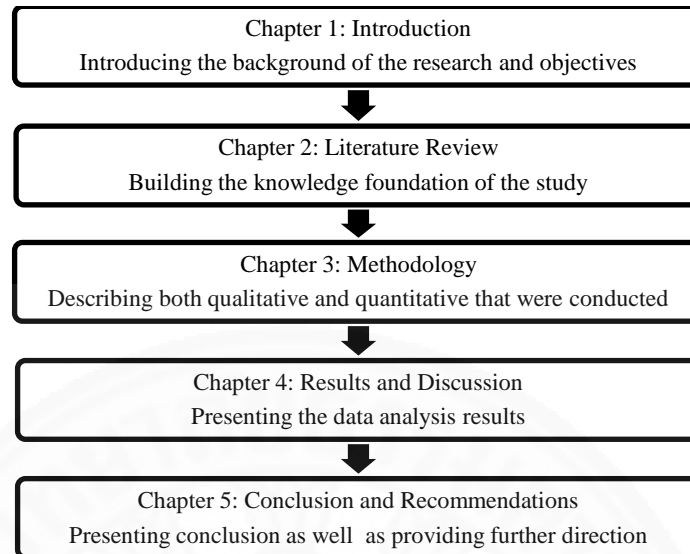 Chapter 1: Introduction
Introducing the background of the research and objectives
Chapter 2: Literature Review
Building the knowledge foundation of the study
Chapter 3: Methodology
Describing both qualitative and quantitative that were conducted
Chapter 4: Results and Discussion
Presenting the data analysis results
Chapter 5: Conclusion and Recommendations
Presenting conclusion as well as providing further direction